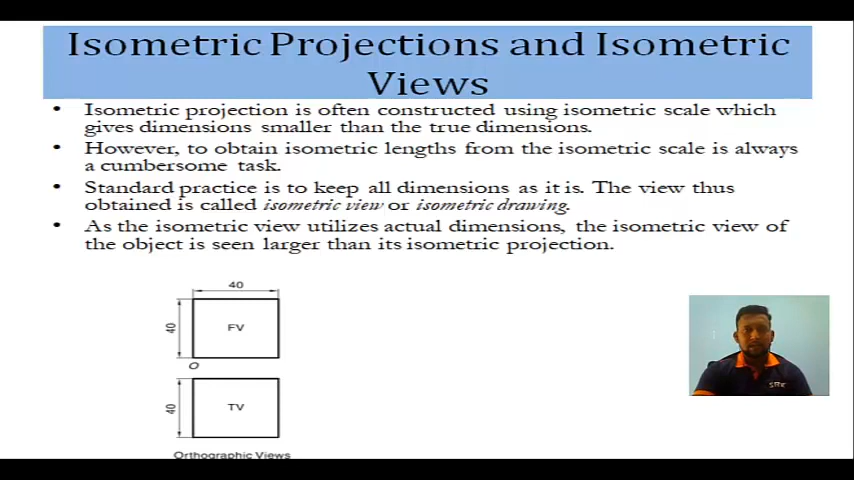 Isometric Projections and Isometric
Views
• Isometric projection is often constructed using isometric scale which
gives dimensions smaller than the true dimensions.
• However, to obtain isometric lengths from the isometric scale is always
a cumbersome task.
• Standard practice is to keep all dimensions as it is. The view thus
obtained is called isometric view or isometric drawing.
• As the isometric view utilizes actual dimensions, the isometric view of
the object is seen larger than its isometric projection.
40
40
FV
O
40
TV
Orthographic Views